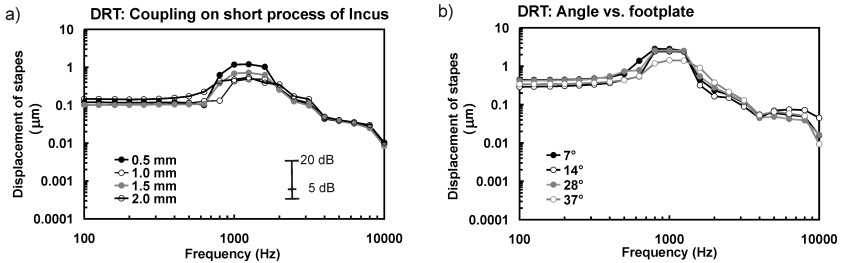 a)
DRT: Coupling on short process of Incus
Displacement of stapes
(μm)
10
1
0.1
0.01
0.001
0.0001
0.5 mm
1.0 mm
1.5 mm
2.0 mm
20 dB
5 dB
100
1000
10000
Frequency (Hz)
b)
DRT: Angle vs. footplate
Displacement of stapes
(μm)
10
1
0.1
0.01
0.001
0.0001
7°
14°
28°
37°
100
1000
10000
Frequency (Hz)